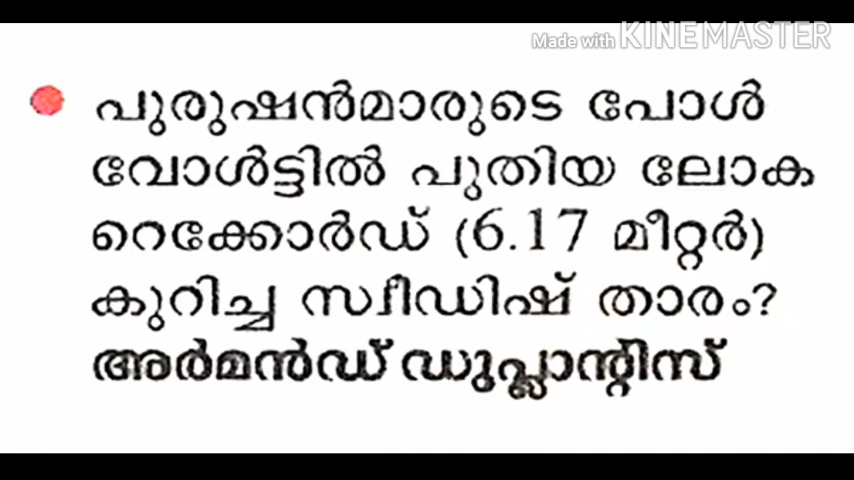 Made with KINEMASTER
പുരുഷൻമാരുടെ പോൾ
വോൾട്ടിൽ പുതിയ ലോക
റെക്കോർഡ് (6.17 മീറ്റർ)
കുറിച്ച സ്വീഡിഷ് താരം?
അർമൻഡ് ഡുപ്ലാന്റിസ്